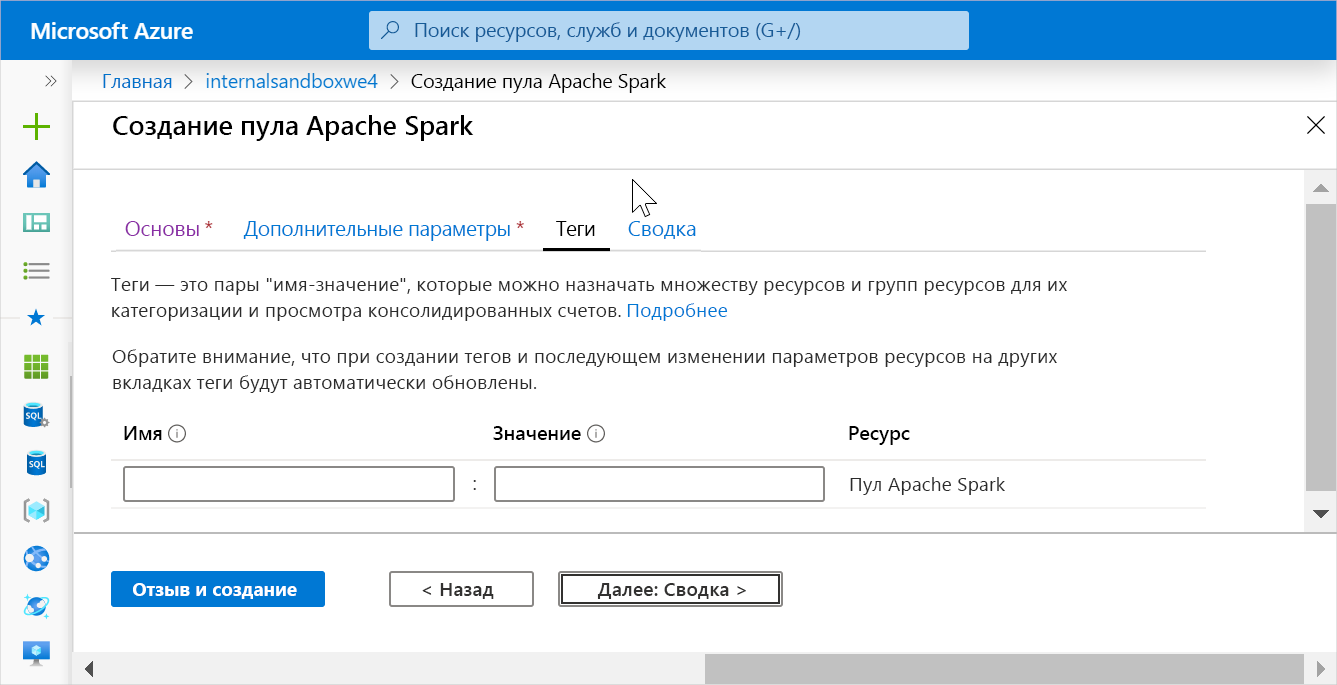 Microsoft Azure
Поиск ресурсов, служб и документов (G+/)
Главная > internalsandboxwe4 > Создание пула Apache Spark
Создание пула Apache Spark
Основы * Дополнительные параметры * Теги Сводка
Теги — это пары "имя-значение", которые можно назначать множеству ресурсов и групп ресурсов для их
категоризации и просмотра консолидированных счетов. Подробнее
Обратите внимание, что при создании тегов и последующем изменении параметров ресурсов на других
вкладках теги будут автоматически обновлены.
Имя Значение Ресурс
: Пул Apache Spark
Отзыв и создание < Назад Далее: Сводка >
SQL
SQL